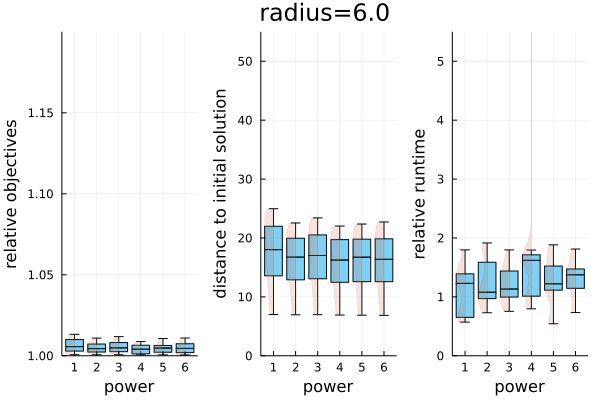 radius=6.0
relative objectives
1.15
1.10
1.05
1.00
1 2 3 4 5 6
power
distance to initial solution
50
40
30
20
10
0
1 2 3 4 5 6
power
relative runtime
5
4
3
2
1
0
1 2 3 4 5 6
power